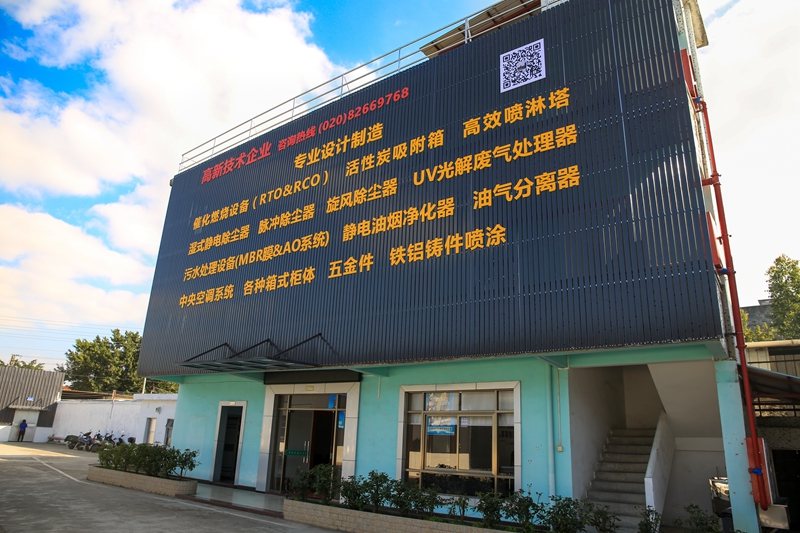 高新技术企业 咨询热线 (020)82669768
专业设计制造
催化燃烧设备(RTO&RCO) 活性炭吸附箱 高效喷淋塔
湿式静电除尘器 脉冲除尘器 旋风除尘器 UV光解废气处理器
污水处理设备(MBR膜&AO系统) 静电油烟净化器 油气分离器
中央空调系统 各种箱式柜体 五金件 铁铝铸件喷涂